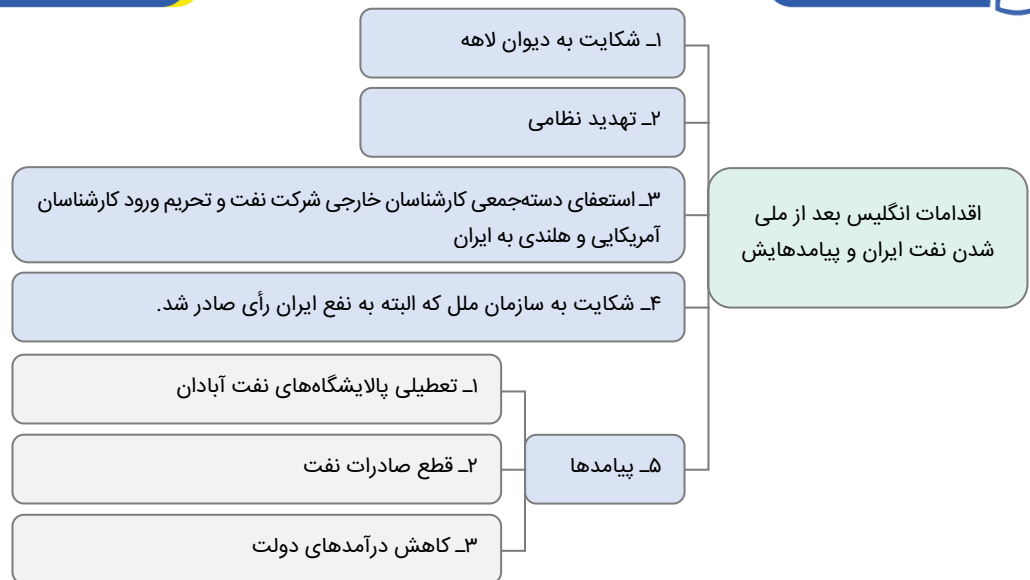 اقدامات انگلیس بعد از ملی
شدن نفت ایران و پیامدهایش
۱ـ شکایت به دیوان لاهه
۲ـ تهدید نظامی
۳ـ استعفای دسته‌جمعی کارشناسان خارجی شرکت نفت و تحریم ورود کارشناسان
آمریکایی و هلندی به ایران
۴ـ شکایت به سازمان ملل که البته به نفع ایران رأی صادر شد.
۵ـ پیامدها
۱ـ تعطیلی پالایشگاه‌های نفت آبادان
۲ـ قطع صادرات نفت
۳ـ کاهش درآمدهای دولت